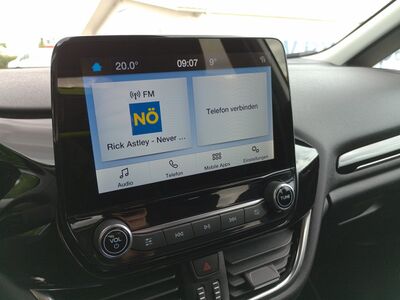 20.0° 09:07 9°
FM
NÖ
Rick Astley - Never ...
Telefon verbinden
Audio Telefon Mobile Apps Einstellungen
VOL
TUNE